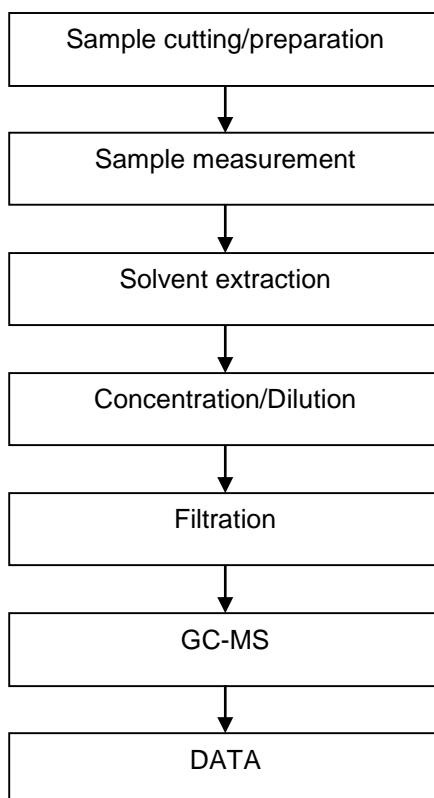 Sample cutting/preparation
Sample measurement
Solvent extraction
Concentration/Dilution
Filtration
GC-MS
DATA